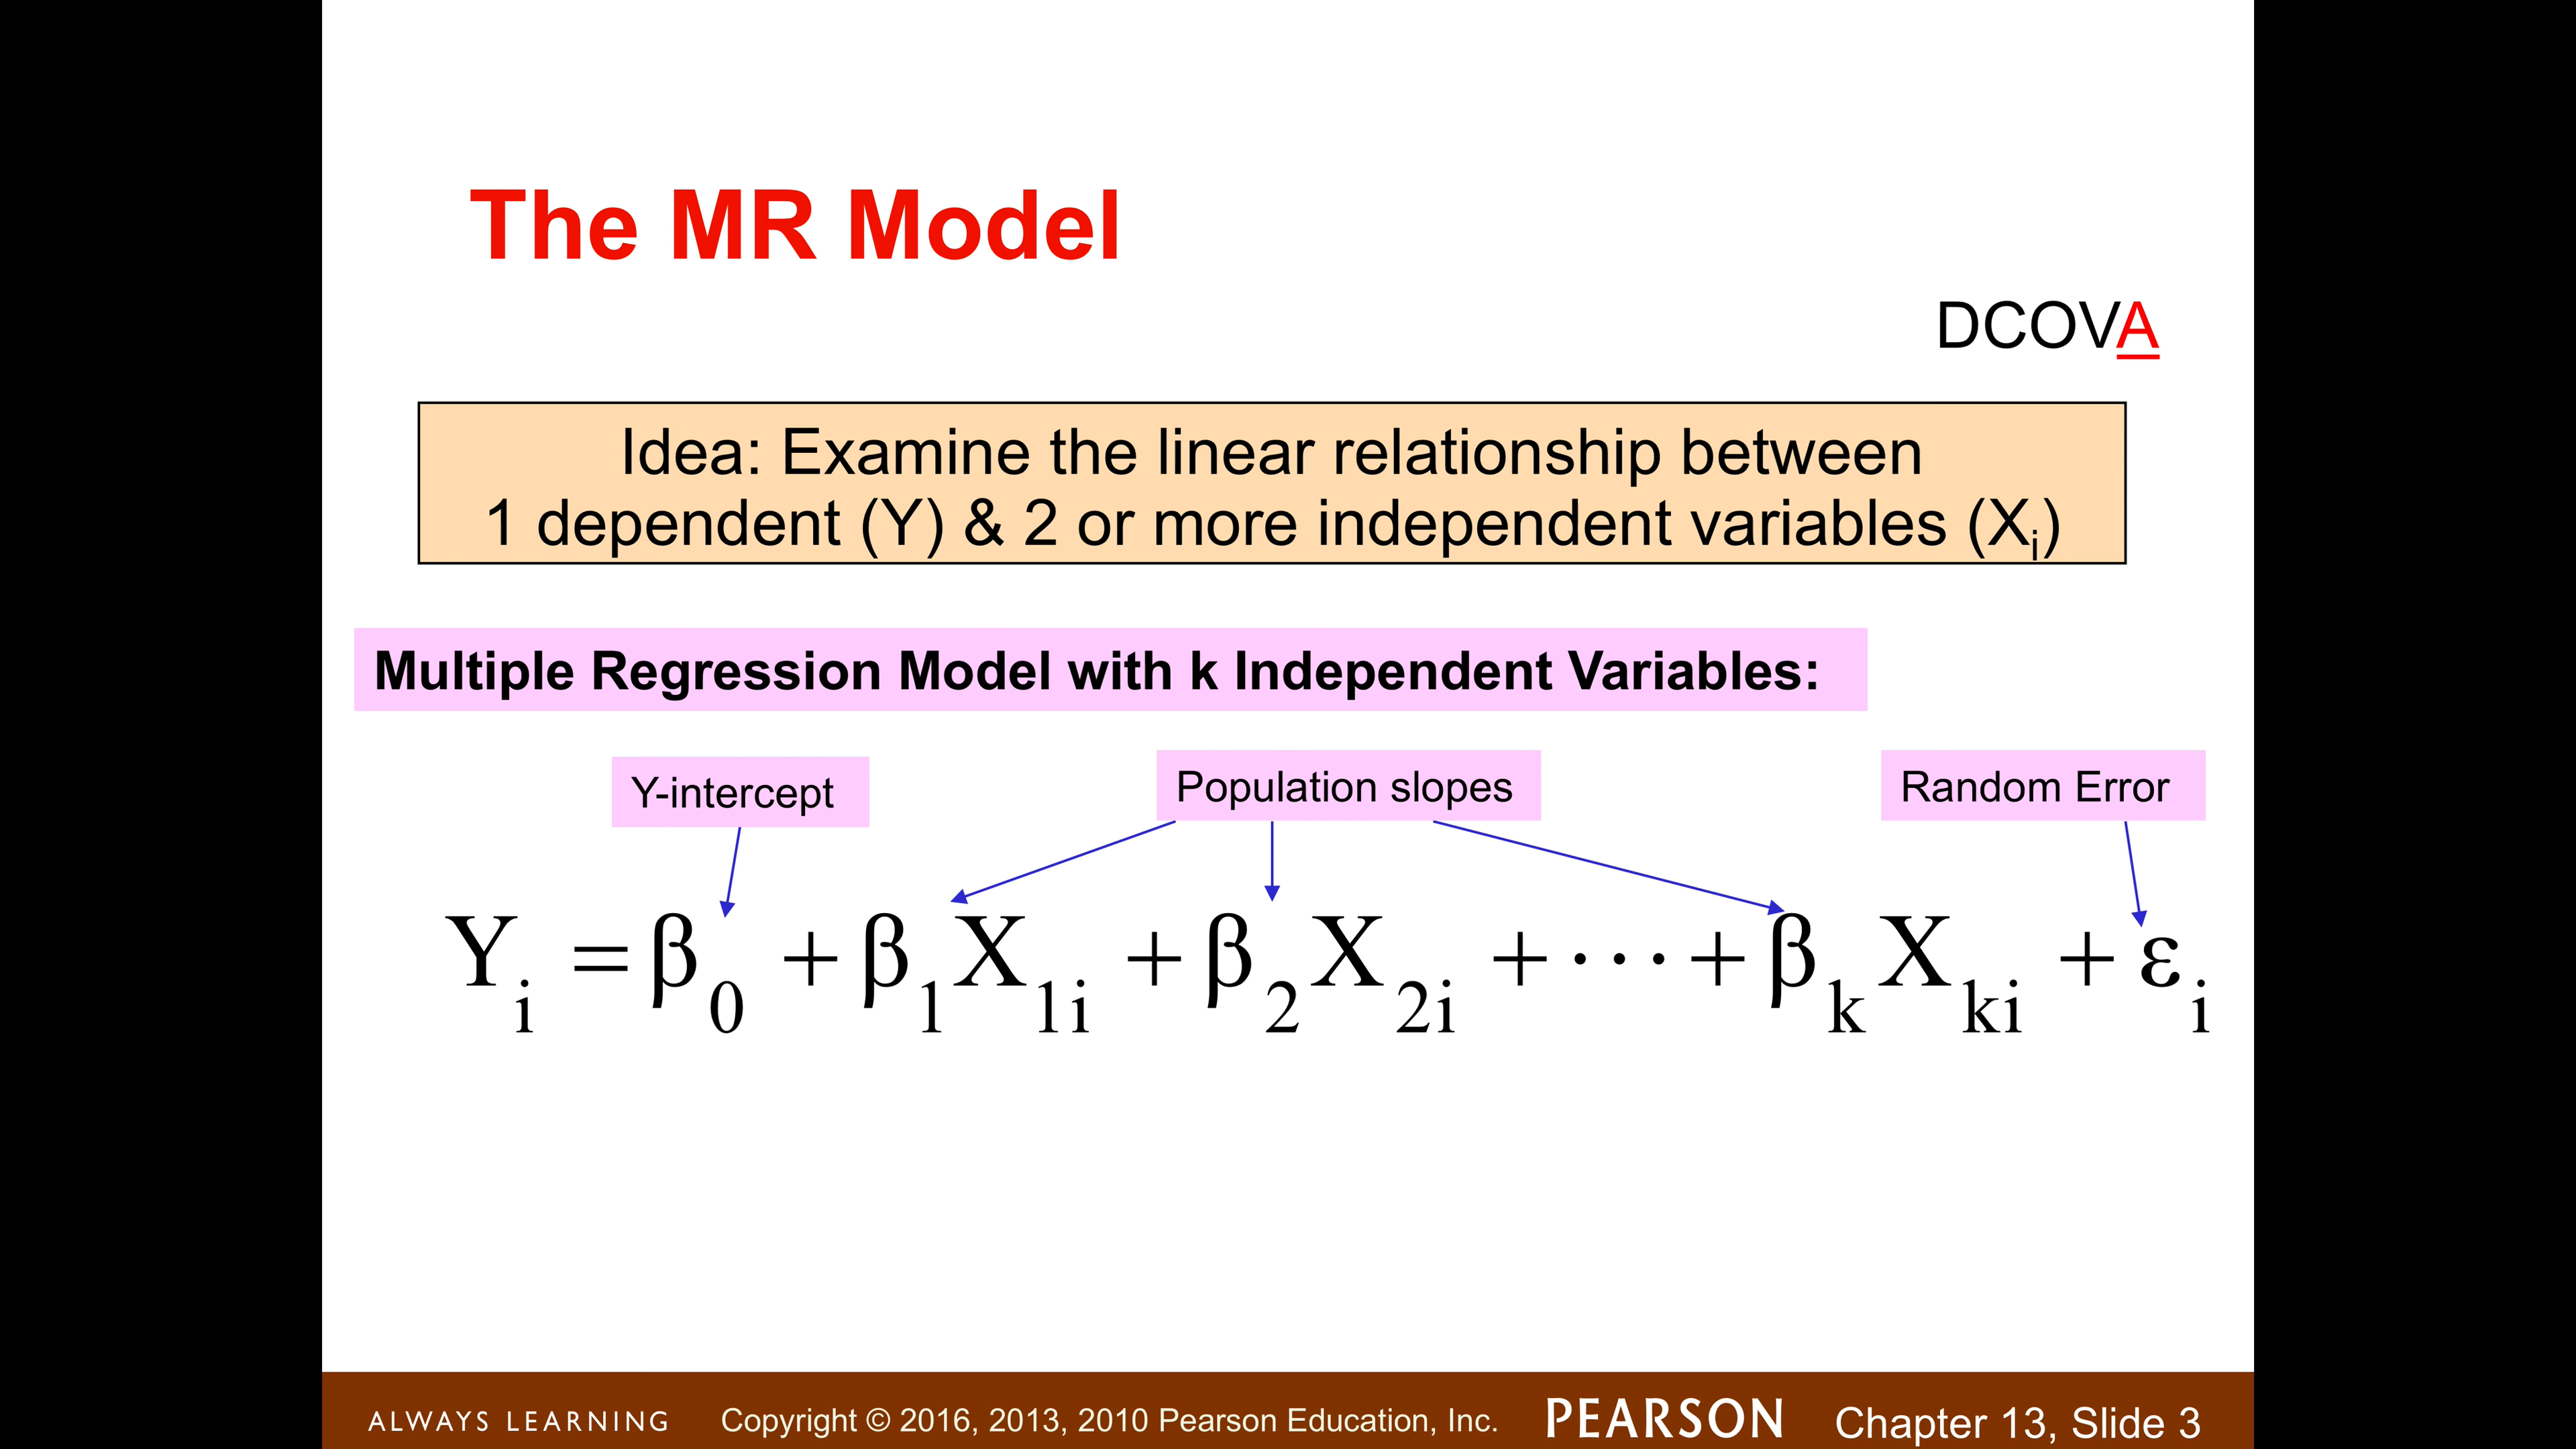 The MR Model
DCOVA
Idea: Examine the linear relationship between
1 dependent (Y) & 2 or more independent variables (Xᵢ)
Multiple Regression Model with k Independent Variables:
Y-intercept
Population slopes
Random Error
Yᵢ = β₀ + β₁X₁ᵢ + β₂X₂ᵢ + ··· + βₖXₖᵢ + εᵢ
ALWAYS LEARNING Copyright © 2016, 2013, 2010 Pearson Education, Inc. PEARSON Chapter 13, Slide 3